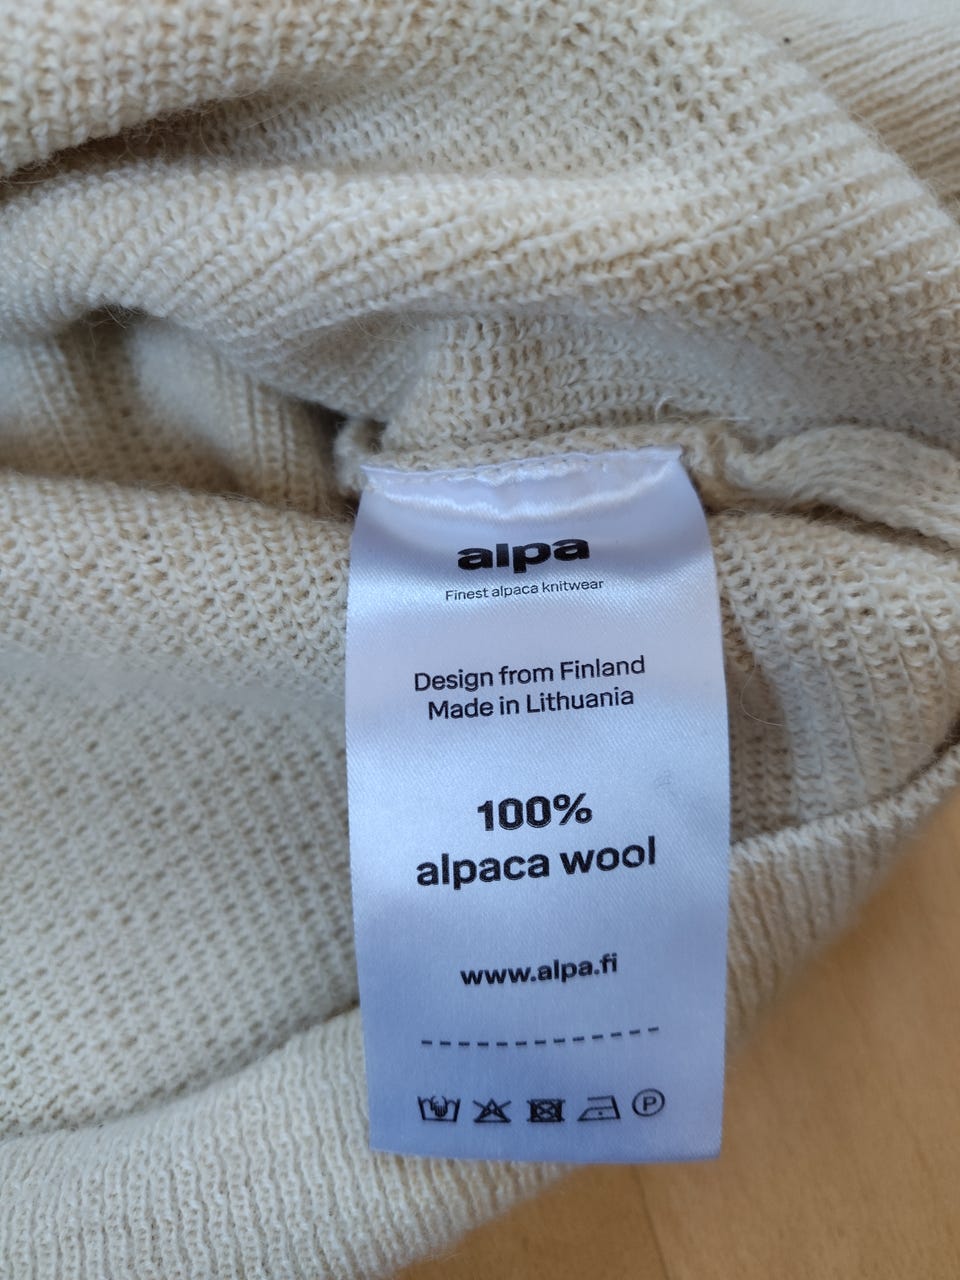 alpa
Finest alpaca knitwear
Design from Finland
Made in Lithuania
100%
alpaca wool
www.alpa.fi
P